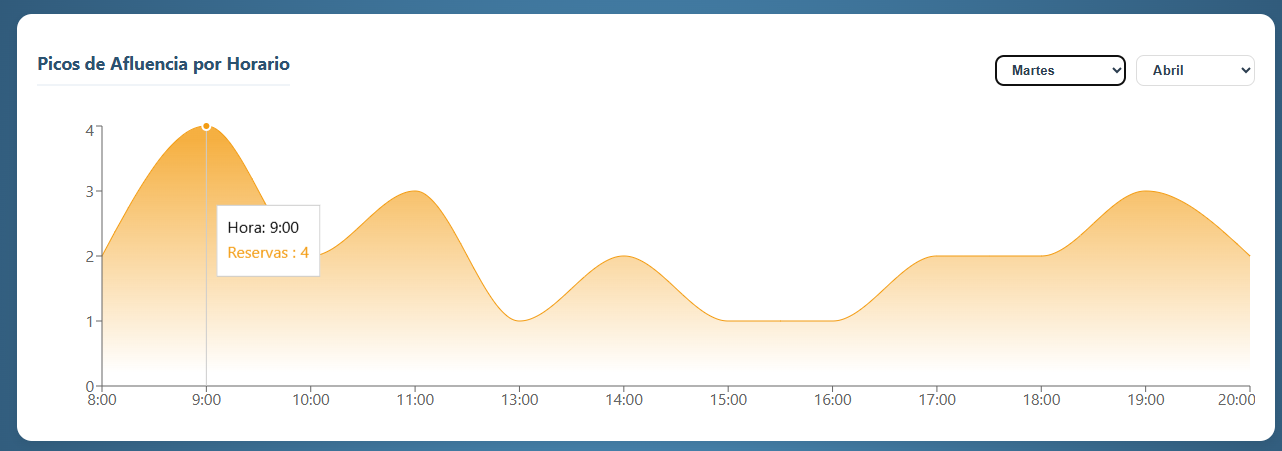 Picos de Afluencia por Horario
Martes
Abril
4
3
2
1
0
Hora: 9:00
Reservas : 4
8:00 9:00 10:00 11:00 13:00 14:00 15:00 16:00 17:00 18:00 19:00 20:00